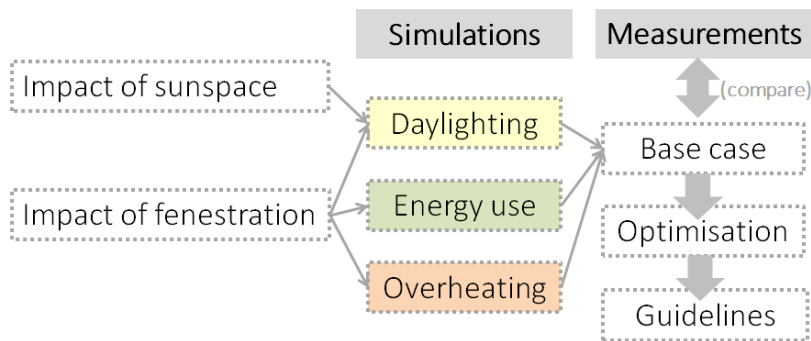 Simulations
Measurements
Impact of sunspace
(compare)
Daylighting
Base case
Impact of fenestration
Energy use
Optimisation
Overheating
Guidelines